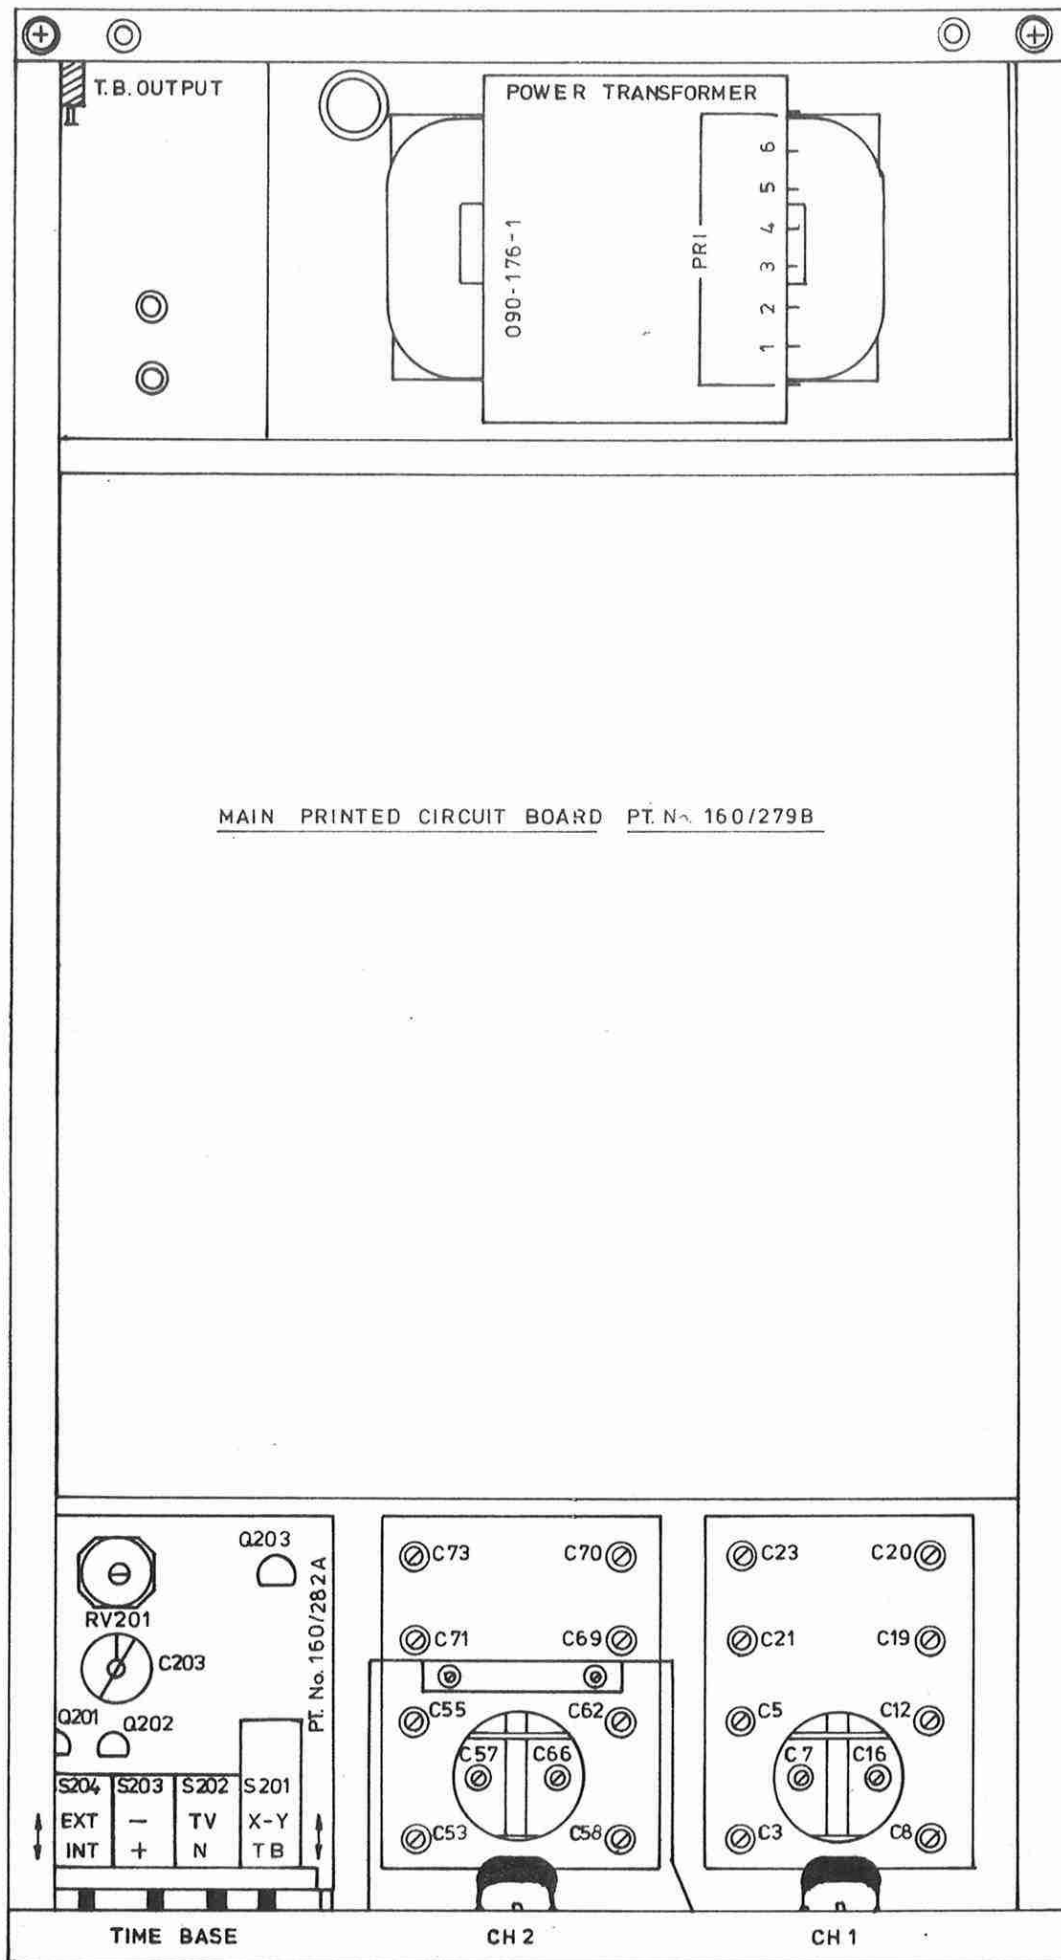 T.B. OUTPUT
POWER TRANSFORMER
090-176-1
PRI
6
5
4
3
2
1
MAIN PRINTED CIRCUIT BOARD PT. No. 160/279B
Q203
RV201
C203
Q201
Q202
PT. No. 160/282A
S204 S203 S202 S201
EXT − TV X-Y
INT + N TB
C73 C70
C71 C69
C55 C62
C57 C66
C53 C58
C23 C20
C21 C19
C5 C12
C7 C16
C3 C8
TIME BASE CH 2 CH 1